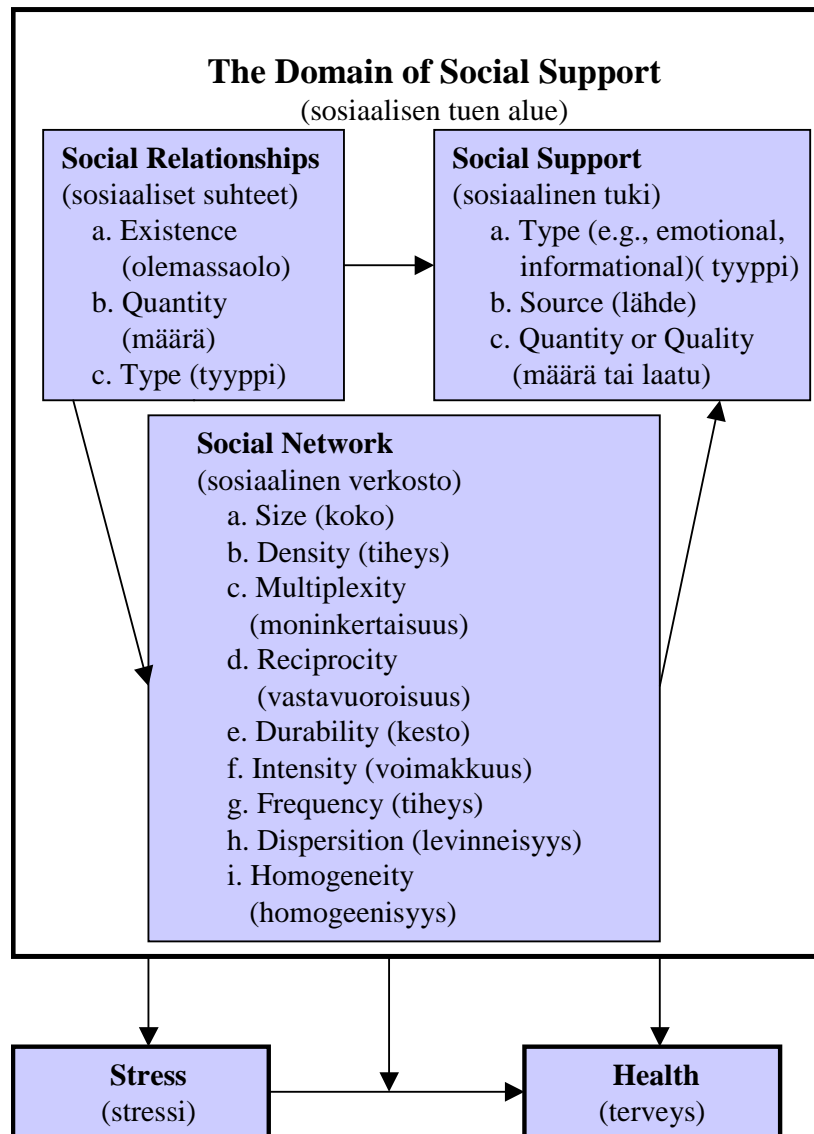 The Domain of Social Support
(sosiaalisen tuen alue)
Social Relationships
(sosiaaliset suhteet)
a. Existence
(olemassaolo)
b. Quantity
(määrä)
c. Type (tyyppi)
Social Support
(sosiaalinen tuki)
a. Type (e.g., emotional,
informational)( tyyppi)
b. Source (lähde)
c. Quantity or Quality
(määrä tai laatu)
Social Network
(sosiaalinen verkosto)
a. Size (koko)
b. Density (tiheys)
c. Multiplexity
(moninkertaisuus)
d. Reciprocity
(vastavuoroisuus)
e. Durability (kesto)
f. Intensity (voimakkuus)
g. Frequency (tiheys)
h. Dispersition (levinneisyys)
i. Homogeneity
(homogeenisyys)
Stress
(stressi)
Health
(terveys)